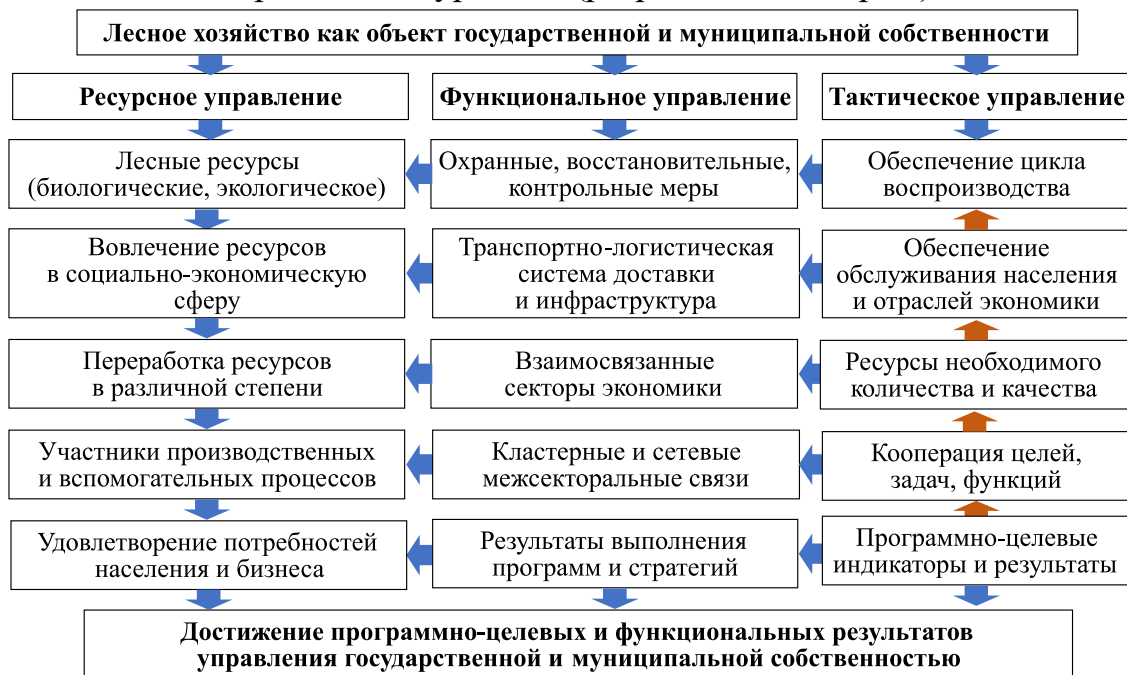 Лесное хозяйство как объект государственной и муниципальной собственности
Ресурсное управление
Функциональное управление
Тактическое управление
Лесные ресурсы
(биологические, экологическое)
Охранные, восстановительные,
контрольные меры
Обеспечение цикла
воспроизводства
Вовлечение ресурсов
в социально-экономическую
сферу
Транспортно-логистическая
система доставки
и инфраструктура
Обеспечение
обслуживания населения
и отраслей экономики
Переработка ресурсов
в различной степени
Взаимосвязанные
секторы экономики
Ресурсы необходимого
количества и качества
Участники производственных
и вспомогательных процессов
Кластерные и сетевые
межсекторальные связи
Кооперация целей,
задач, функций
Удовлетворение потребностей
населения и бизнеса
Результаты выполнения
программ и стратегий
Программно-целевые
индикаторы и результаты
Достижение программно-целевых и функциональных результатов
управления государственной и муниципальной собственностью